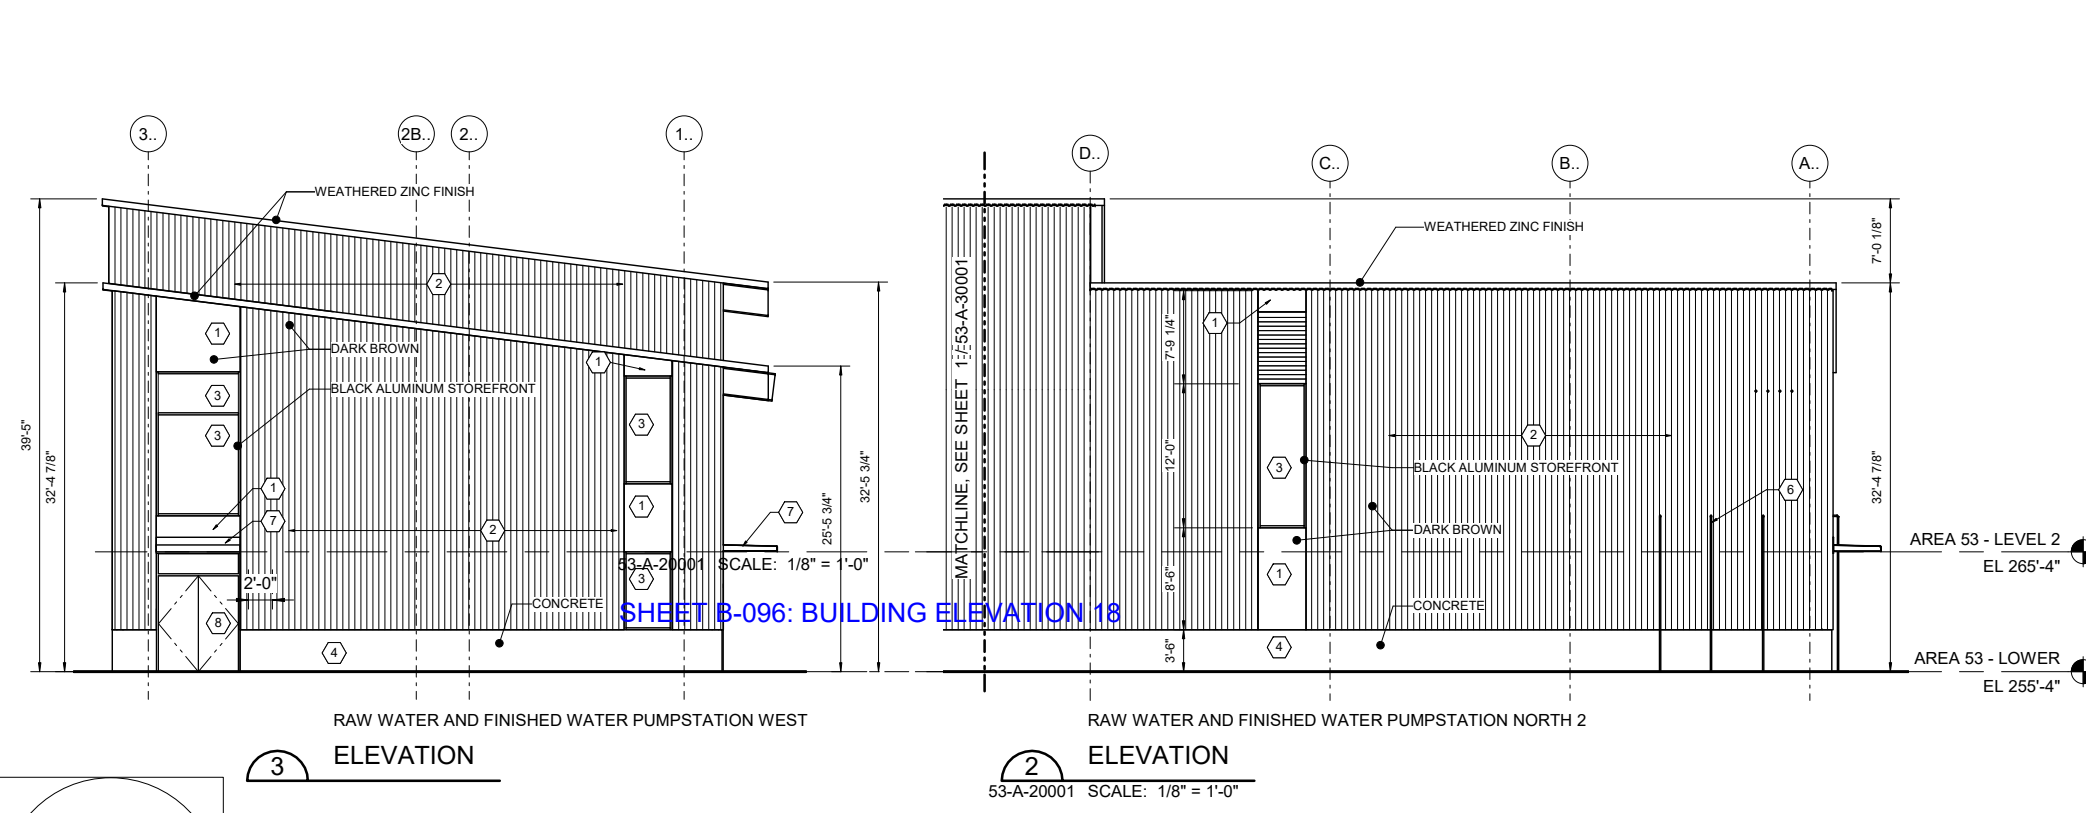 3..
2B..
2..
1..
WEATHERED ZINC FINISH
2
1
DARK BROWN
1
BLACK ALUMINUM STOREFRONT
3
3
3
39'-5"
32'-4 7/8"
1
1
7
2
7
25'-5 3/4"
32'-5 3/4"
53-A-20001 SCALE: 1/8" = 1'-0"
3
2'-0"
CONCRETE
8
4
SHEET B-096: BUILDING ELEVATION 18
RAW WATER AND FINISHED WATER PUMPSTATION WEST
3
ELEVATION
D..
C..
B..
A..
WEATHERED ZINC FINISH
7'-0 1/8"
MATCHLINE, SEE SHEET 1 / 53-A-30001
7'-9 1/4"
1
2
12'-0"
3
BLACK ALUMINUM STOREFRONT
32'-4 7/8"
6
DARK BROWN
8'-6"
1
CONCRETE
3'-6"
4
AREA 53 - LEVEL 2
EL 265'-4"
AREA 53 - LOWER
EL 255'-4"
RAW WATER AND FINISHED WATER PUMPSTATION NORTH 2
2
ELEVATION
53-A-20001 SCALE: 1/8" = 1'-0"